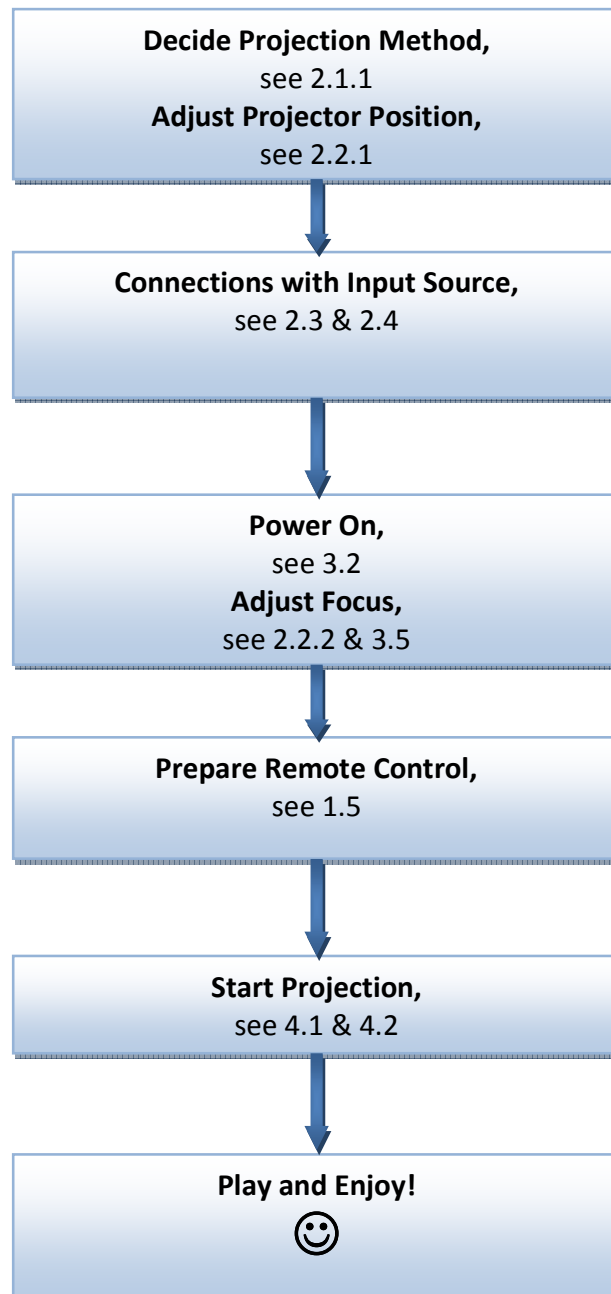 Decide Projection Method,
see 2.1.1
Adjust Projector Position,
see 2.2.1
Connections with Input Source,
see 2.3 & 2.4
Power On,
see 3.2
Adjust Focus,
see 2.2.2 & 3.5
Prepare Remote Control,
see 1.5
Start Projection,
see 4.1 & 4.2
Play and Enjoy!